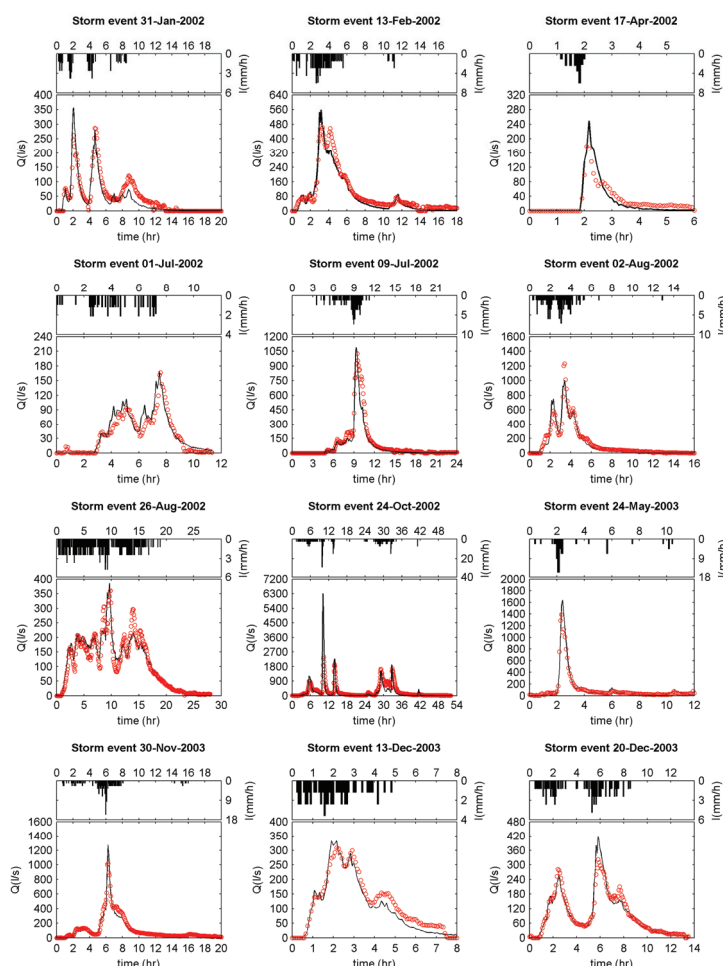 Storm event 31-Jan-2002
Storm event 13-Feb-2002
Storm event 17-Apr-2002
0 2 4 6 8 10 12 14 16 18 20
0 2 4 6 8 10 12 14 16 18
0 1 2 3 4 5 6
0 3 6 I(mm/h)
0 4 8 I(mm/h)
0 4 8 I(mm/h)
Q(l/s)
400 350 300 250 200 150 100 50 0
640 560 480 400 320 240 160 80 0
320 280 240 200 160 120 80 40 0
0 2 4 6 8 10 12 14 16 18 20
0 2 4 6 8 10 12 14 16 18
0 1 2 3 4 5 6
time (hr)
time (hr)
time (hr)
Storm event 01-Jul-2002
Storm event 09-Jul-2002
Storm event 02-Aug-2002
0 2 4 6 8 10
0 3 6 9 12 15 18 21
0 2 4 6 8 10 12 14
0 2 4 I(mm/h)
0 5 10 I(mm/h)
0 5 10 I(mm/h)
Q(l/s)
240 210 180 150 120 90 60 30 0
1200 1050 900 750 600 450 300 150 0
1600 1400 1200 1000 800 600 400 200 0
0 2 4 6 8 10 12
0 3 6 9 12 15 18 21 24
0 2 4 6 8 10 12 14 16
time (hr)
time (hr)
time (hr)
Storm event 26-Aug-2002
Storm event 24-Oct-2002
Storm event 24-May-2003
0 5 10 15 20 25
0 6 12 18 24 30 36 42 48
0 2 4 6 8 10
0 3 6 I(mm/h)
0 20 40 I(mm/h)
0 9 18 I(mm/h)
Q(l/s)
400 350 300 250 200 150 100 50 0
7200 6300 5400 4500 3600 2700 1800 900 0
2000 1800 1600 1400 1200 1000 800 600 400 200 0
0 5 10 15 20 25 30
0 6 12 18 24 30 36 42 48 54
0 2 4 6 8 10 12
time (hr)
time (hr)
time (hr)
Storm event 30-Nov-2003
Storm event 13-Dec-2003
Storm event 20-Dec-2003
0 2 4 6 8 10 12 14 16 18 20
0 1 2 3 4 5 6 7 8
0 2 4 6 8 10 12
0 9 18 I(mm/h)
0 2 4 I(mm/h)
0 3 6 I(mm/h)
Q(l/s)
1600 1400 1200 1000 800 600 400 200 0
400 350 300 250 200 150 100 50 0
480 420 360 300 240 180 120 60 0
0 2 4 6 8 10 12 14 16 18 20
0 1 2 3 4 5 6 7 8
0 2 4 6 8 10 12 14
time (hr)
time (hr)
time (hr)